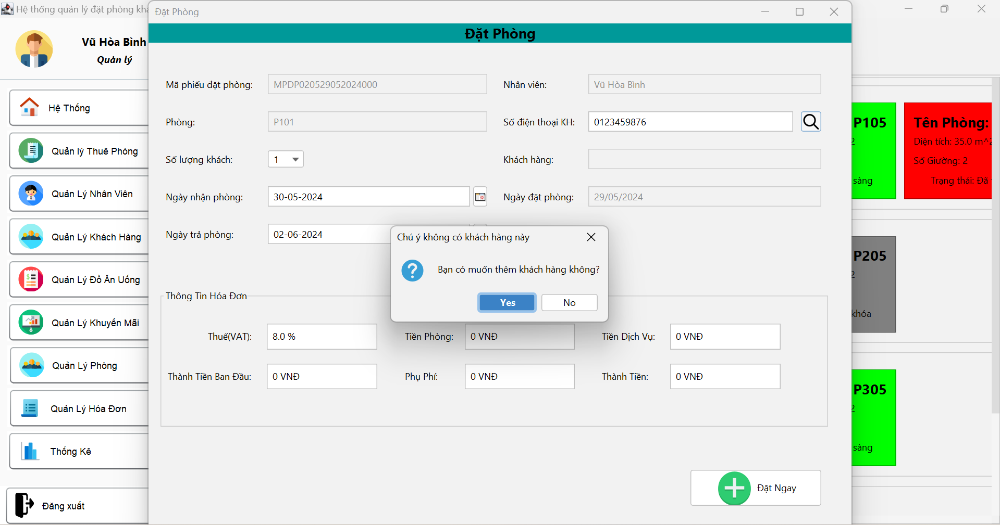 Hệ thống quản lý đặt phòng
Vũ Hòa Bình
Quản lý
Hệ Thống
Quản lý Thuê Phòng
Quản Lý Nhân Viên
Quản Lý Khách Hàng
Quản Lý Đồ Ăn Uống
Quản Lý Khuyến Mãi
Quản Lý Phòng
Quản Lý Hóa Đơn
Thống Kê
Đăng xuất
Đặt Phòng
Đặt Phòng
Mã phiếu đặt phòng: MPDP020529052024000
Nhân viên: Vũ Hòa Bình
Phòng: P101
Số điện thoại KH: 0123459876
Số lượng khách: 1
Khách hàng:
Ngày nhận phòng: 30-05-2024
Ngày đặt phòng: 29/05/2024
Ngày trả phòng: 02-06-2024
Chú ý không có khách hàng này
Bạn có muốn thêm khách hàng không?
Yes
No
Thông Tin Hóa Đơn
Thuế(VAT): 8.0 %
Tiền Phòng: 0 VNĐ
Tiền Dịch Vụ: 0 VNĐ
Thành Tiền Ban Đầu: 0 VNĐ
Phụ Phí: 0 VNĐ
Thành Tiền: 0 VNĐ
Đặt Ngay
P105
2
sàng
Tên Phòng:
Diện tích: 35.0 m^2
Số Giường: 2
Trạng thái: Đã
P205
2
khóa
P305
2
sàng